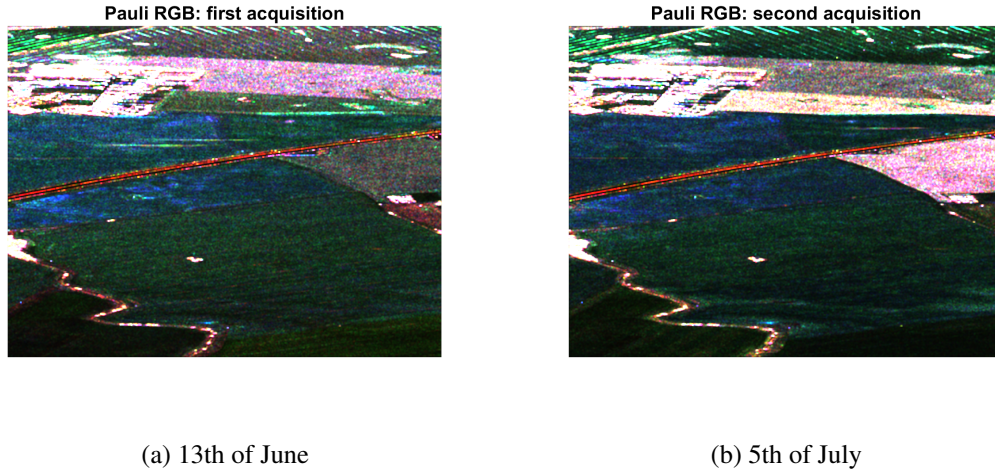 Pauli RGB: first acquisition
Pauli RGB: second acquisition
(a) 13th of June
(b) 5th of July